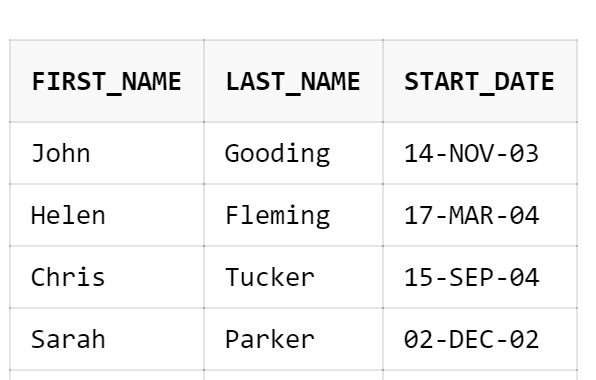 FIRST_NAME LAST_NAME START_DATE
John Gooding 14-NOV-03
Helen Fleming 17-MAR-04
Chris Tucker 15-SEP-04
Sarah Parker 02-DEC-02